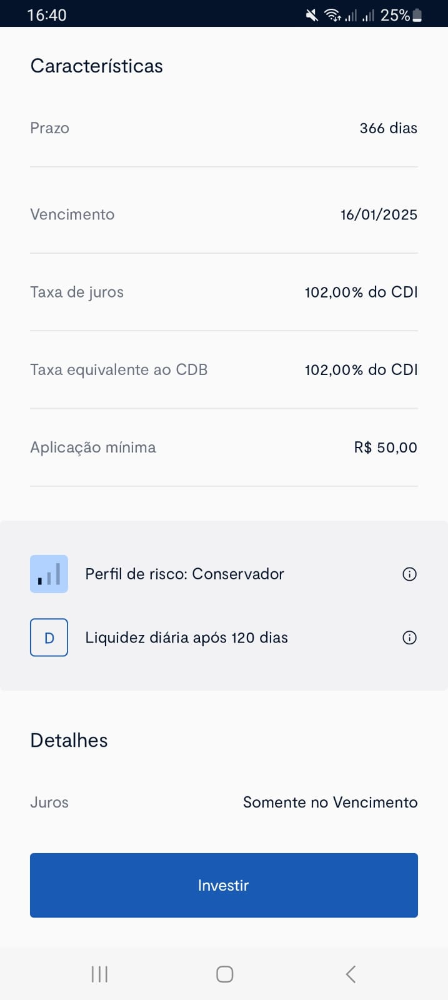 16:40 25%
Características
Prazo 366 dias
Vencimento 16/01/2025
Taxa de juros 102,00% do CDI
Taxa equivalente ao CDB 102,00% do CDI
Aplicação mínima R$ 50,00
Perfil de risco: Conservador
D Liquidez diária após 120 dias
Detalhes
Juros Somente no Vencimento
Investir